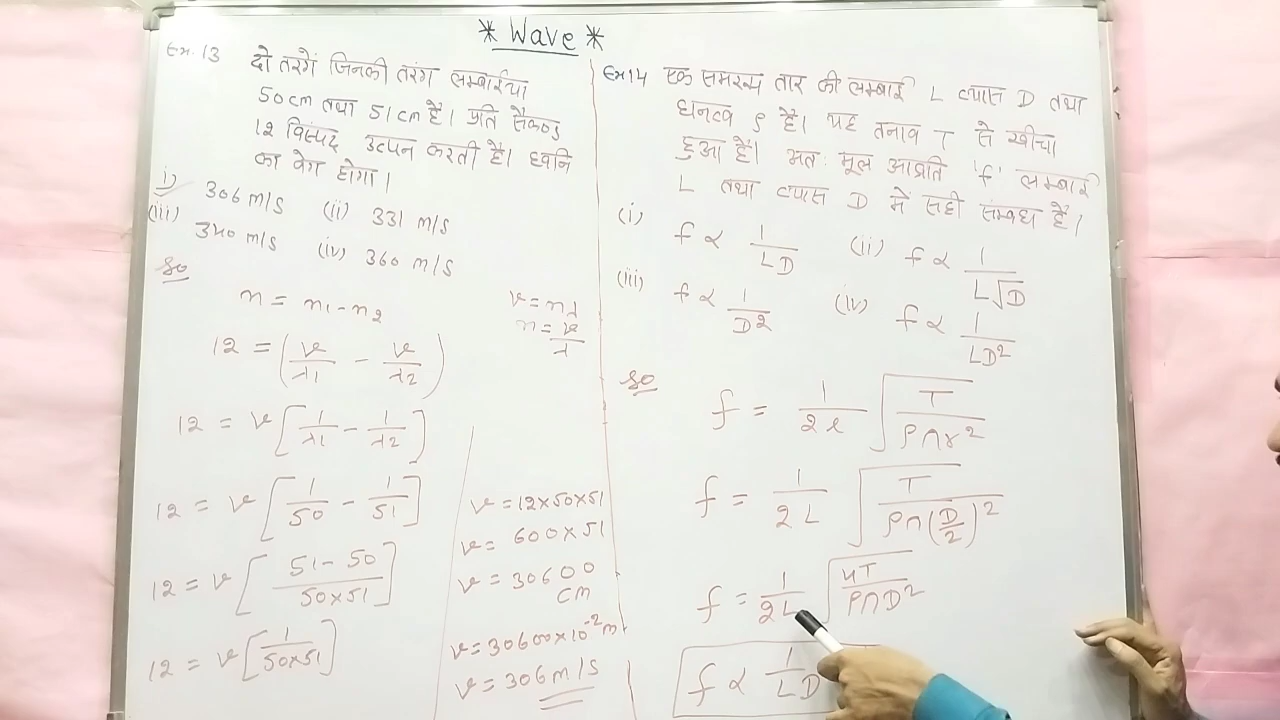 * Wave *
Ex. 13 दो तरंगें जिनकी तरंग लम्बाईया
50cm तथा 51cm हैं। प्रति सैकण्ड
12 विस्पंद उत्पन करती हैं। ध्वनि
का वेग होगा।
(i) 306 m/s (ii) 331 m/s
(iii) 340 m/s (iv) 360 m/s
So
n = n₁ - n₂
v = nλ
n = v/λ
12 = (v/λ1 - v/λ2)
12 = v[1/λ1 - 1/λ2]
12 = v[1/50 - 1/51]
12 = v[51-50/50×51]
12 = v[1/50×51]
v = 12×50×51
v = 600×51
v = 30600
cm
v = 30600×10⁻² m
v = 306 m/s
Ex 14 एक समरूप तार की लम्बाई L व्यास D तथा
घनत्व ρ है। यह तनाव T से खींचा
हुआ है। अतः मूल आव्रति 'f' लम्बाई
L तथा व्यास D में सही संम्बध हैं।
(i) f ∝ 1/LD (ii) f ∝ 1/L√D
(iii) f ∝ 1/D² (iv) f ∝ 1/LD²
So
f = 1/2l √T/ρπr²
f = 1/2L √T/ρπ(D/2)²
f = 1/2L √4T/ρπD²
f ∝ 1/LD